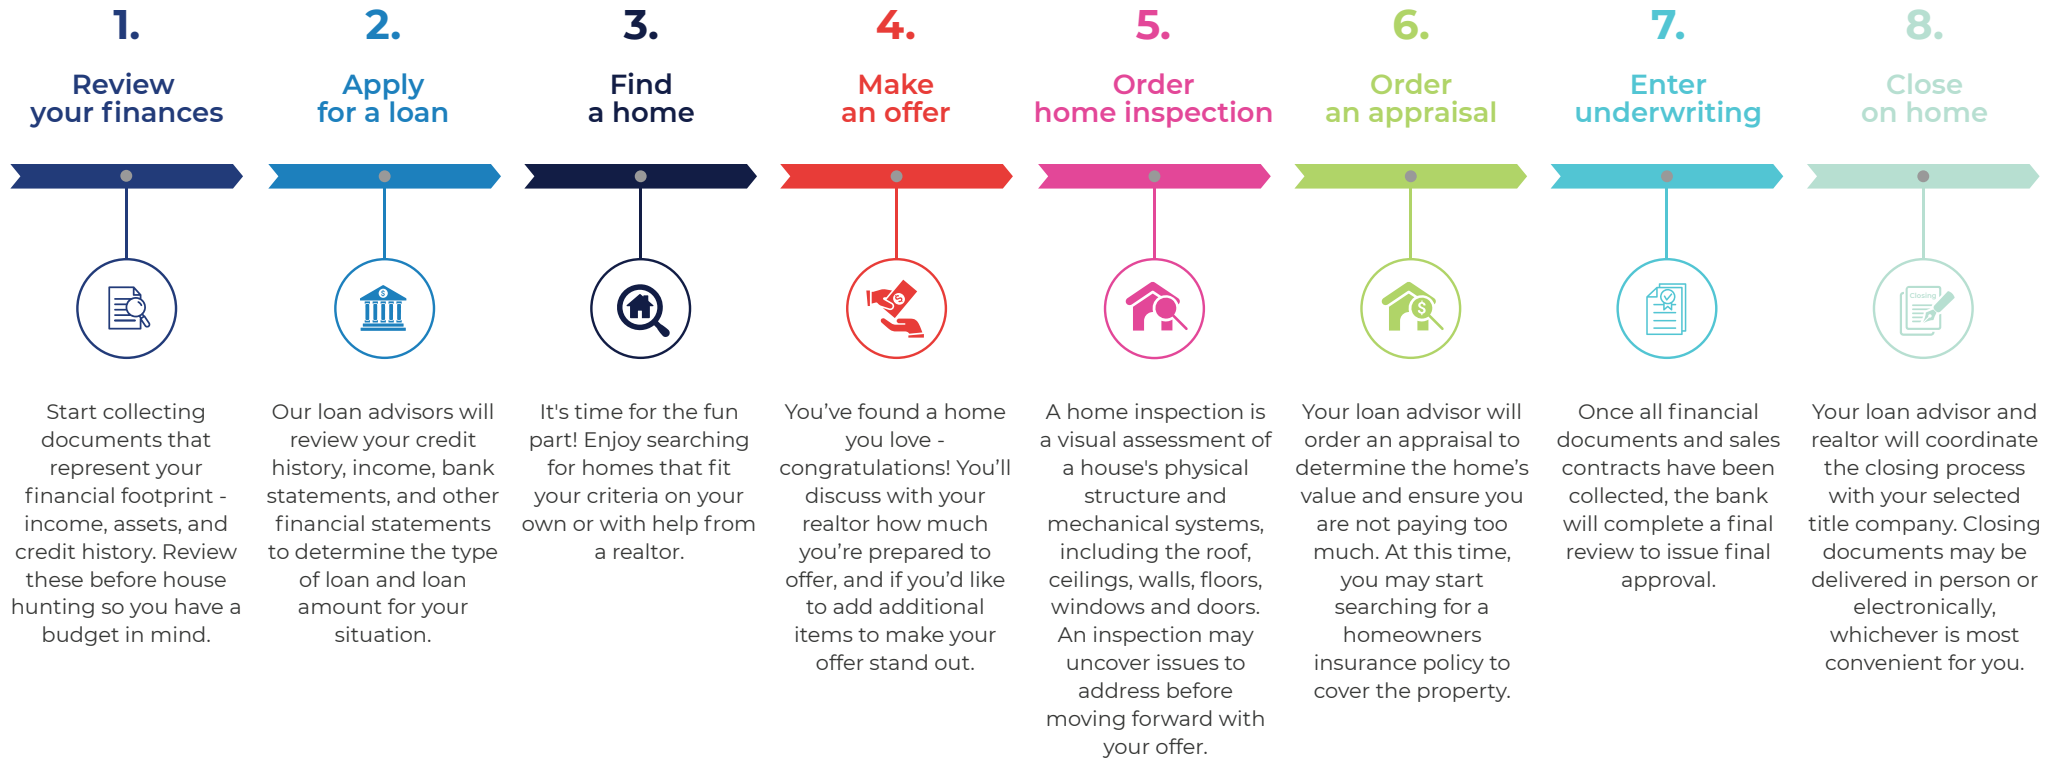 1.
Review
your finances
Start collecting
documents that
represent your
financial footprint -
income, assets, and
credit history. Review
these before house
hunting so you have a
budget in mind.
2.
Apply
for a loan
$
Our loan advisors will
review your credit
history, income, bank
statements, and other
financial statements
to determine the type
of loan and loan
amount for your
situation.
3.
Find
a home
It's time for the fun
part! Enjoy searching
for homes that fit
your criteria on your
own or with help from
a realtor.
4.
Make
an offer
$
You’ve found a home
you love -
congratulations! You’ll
discuss with your
realtor how much
you’re prepared to
offer, and if you’d like
to add additional
items to make your
offer stand out.
5.
Order
home inspection
A home inspection is
a visual assessment of
a house's physical
structure and
mechanical systems,
including the roof,
ceilings, walls, floors,
windows and doors.
An inspection may
uncover issues to
address before
moving forward with
your offer.
6.
Order
an appraisal
$
Your loan advisor will
order an appraisal to
determine the home’s
value and ensure you
are not paying too
much. At this time,
you may start
searching for a
homeowners
insurance policy to
cover the property.
7.
Enter
underwriting
Once all financial
documents and sales
contracts have been
collected, the bank
will complete a final
review to issue final
approval.
8.
Close
on home
Closing
Your loan advisor and
realtor will coordinate
the closing process
with your selected
title company. Closing
documents may be
delivered in person or
electronically,
whichever is most
convenient for you.